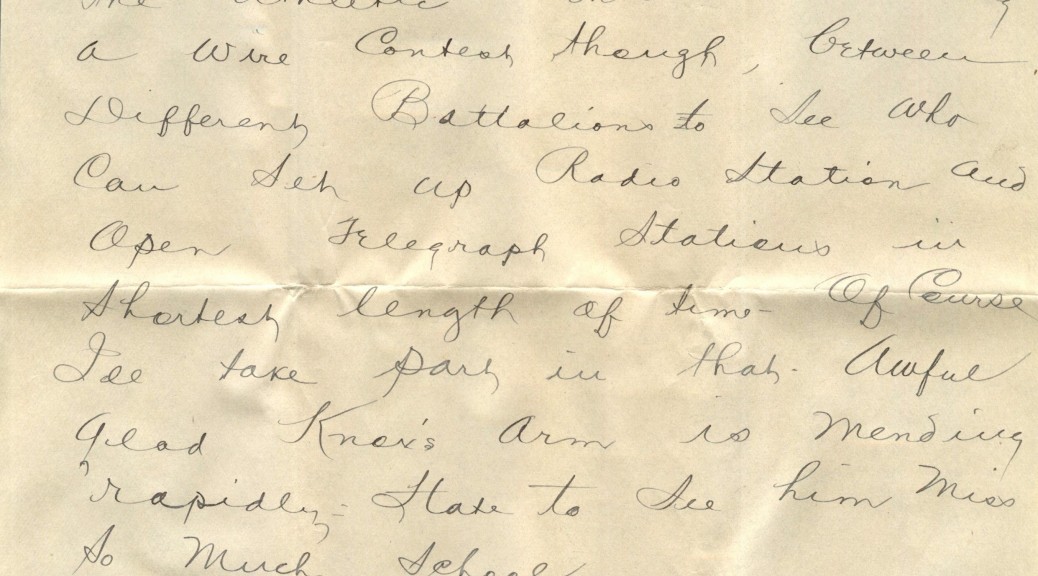 the Athletic
a Wire Contest though, between
Different Battalions to See Who
Can Set up Radio Station and
Open Telegraph Stations in
Shortest length of time - Of Course
I'll take part in that. Awful
glad Knox's Arm is Mending
rapidly - Hate to See him Miss
So Much School